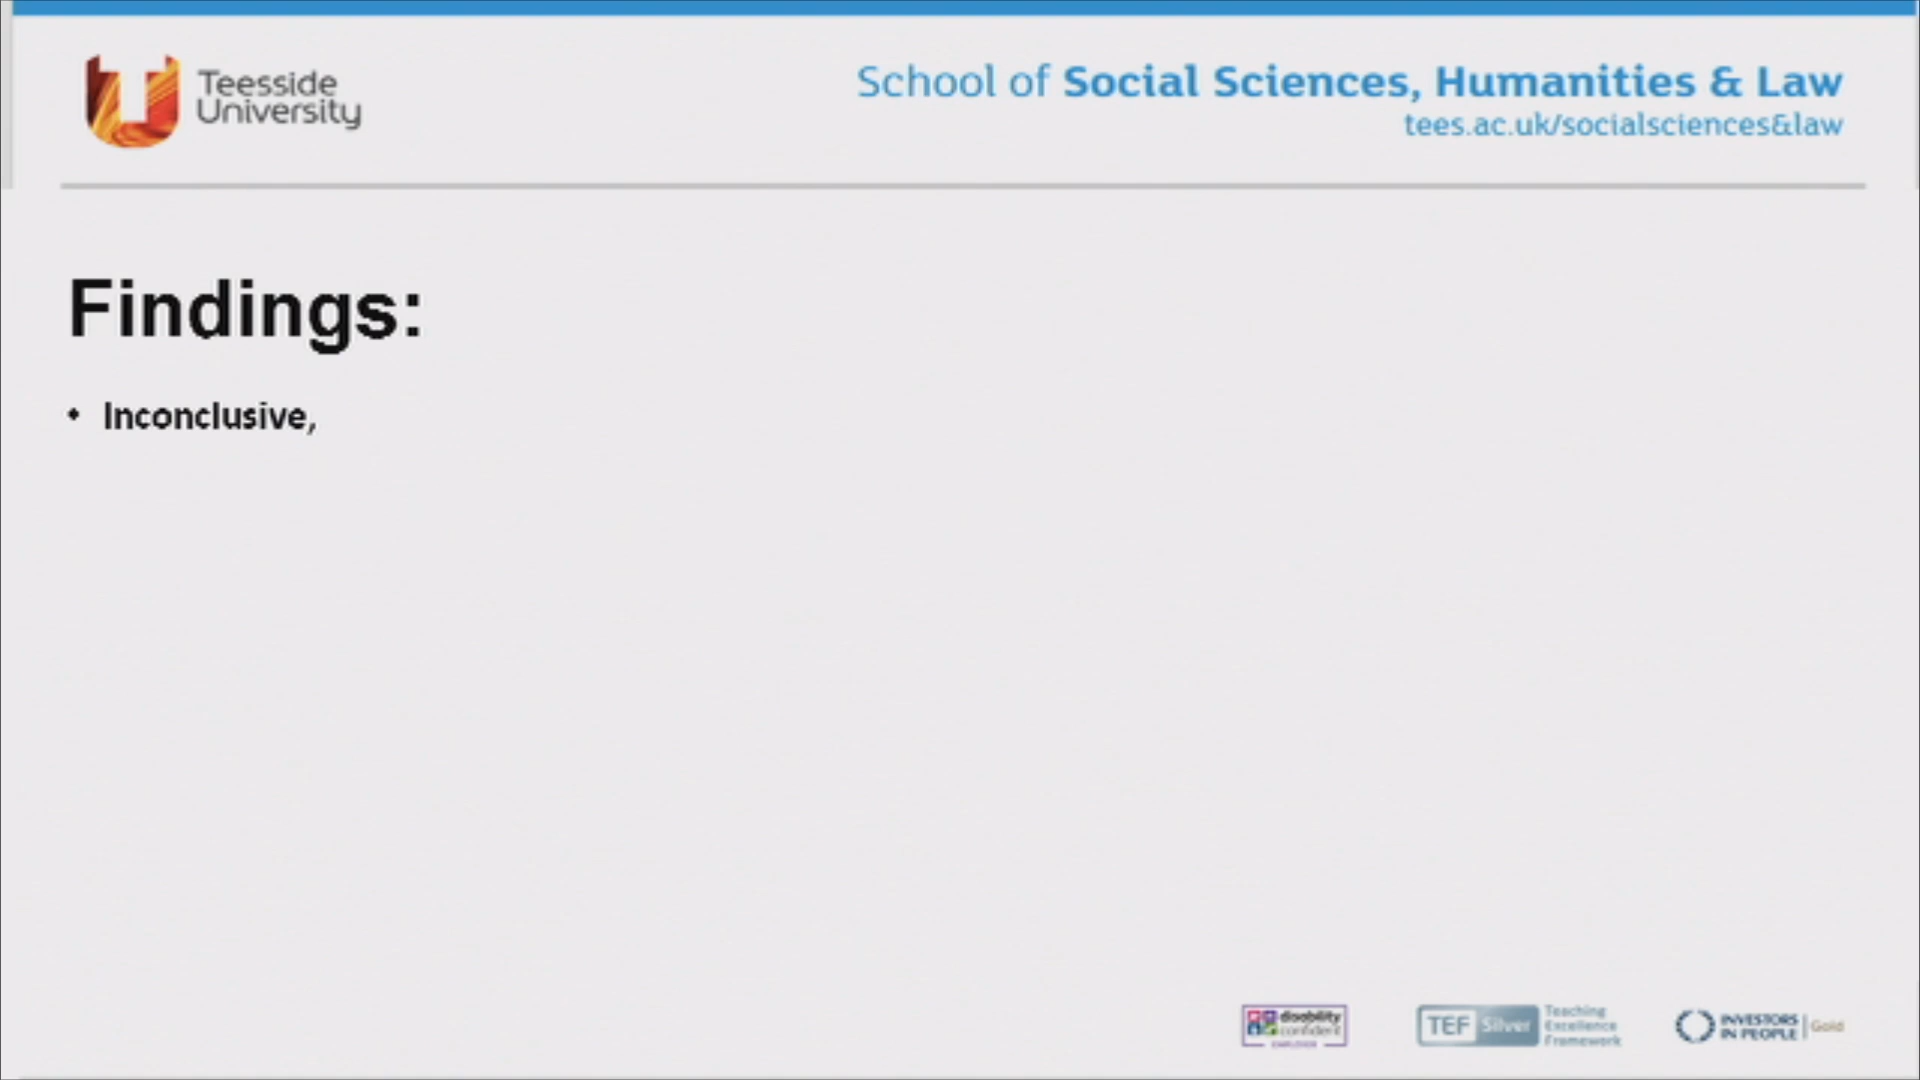 Teesside
University
School of Social Sciences, Humanities & Law
tees.ac.uk/socialsciences&law
Findings:
• Inconclusive,
disability
confident
EMPLOYER
TEF Silver
Teaching
Excellence
Framework
INVESTORS
IN PEOPLE
Gold